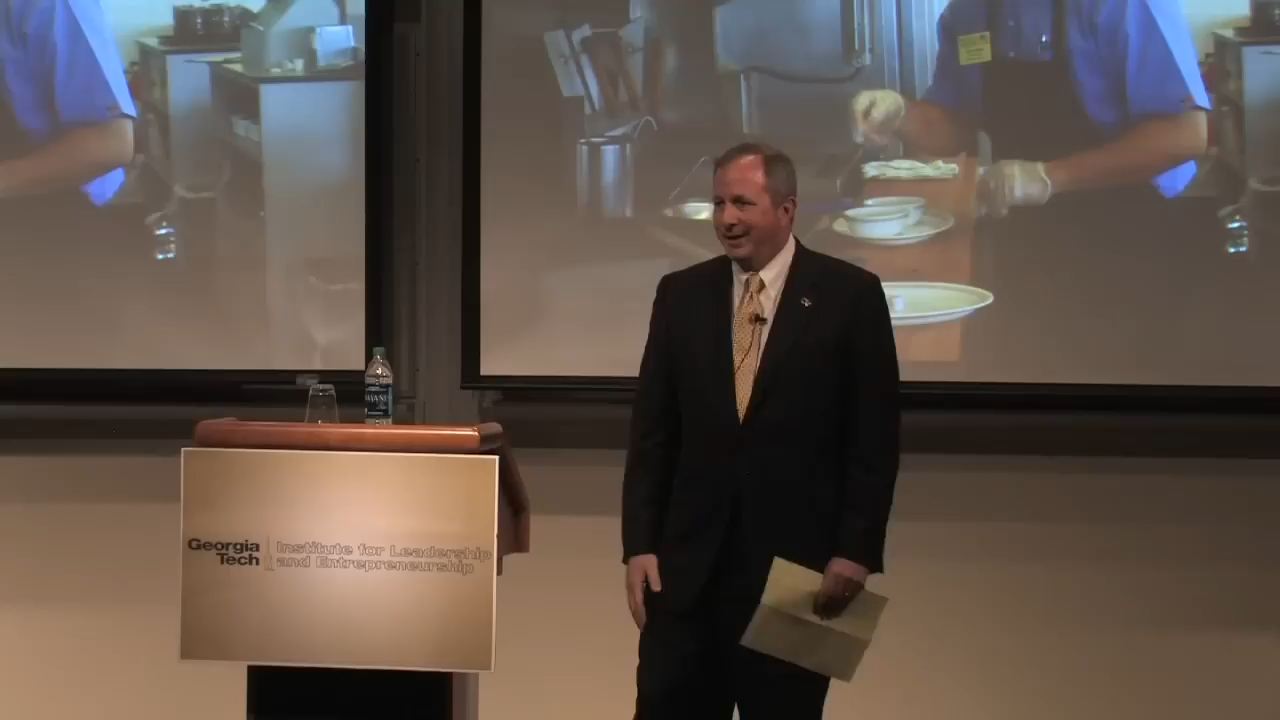 Georgia
Tech
Institute for Leadership
and Entrepreneurship